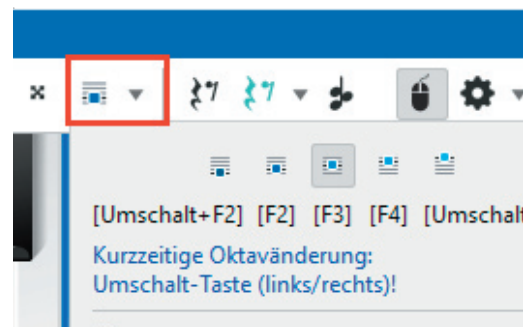 [Umschalt+F2] [F2] [F3] [F4] [Umschalt
Kurzzeitige Oktavänderung:
Umschalt-Taste (links/rechts)!